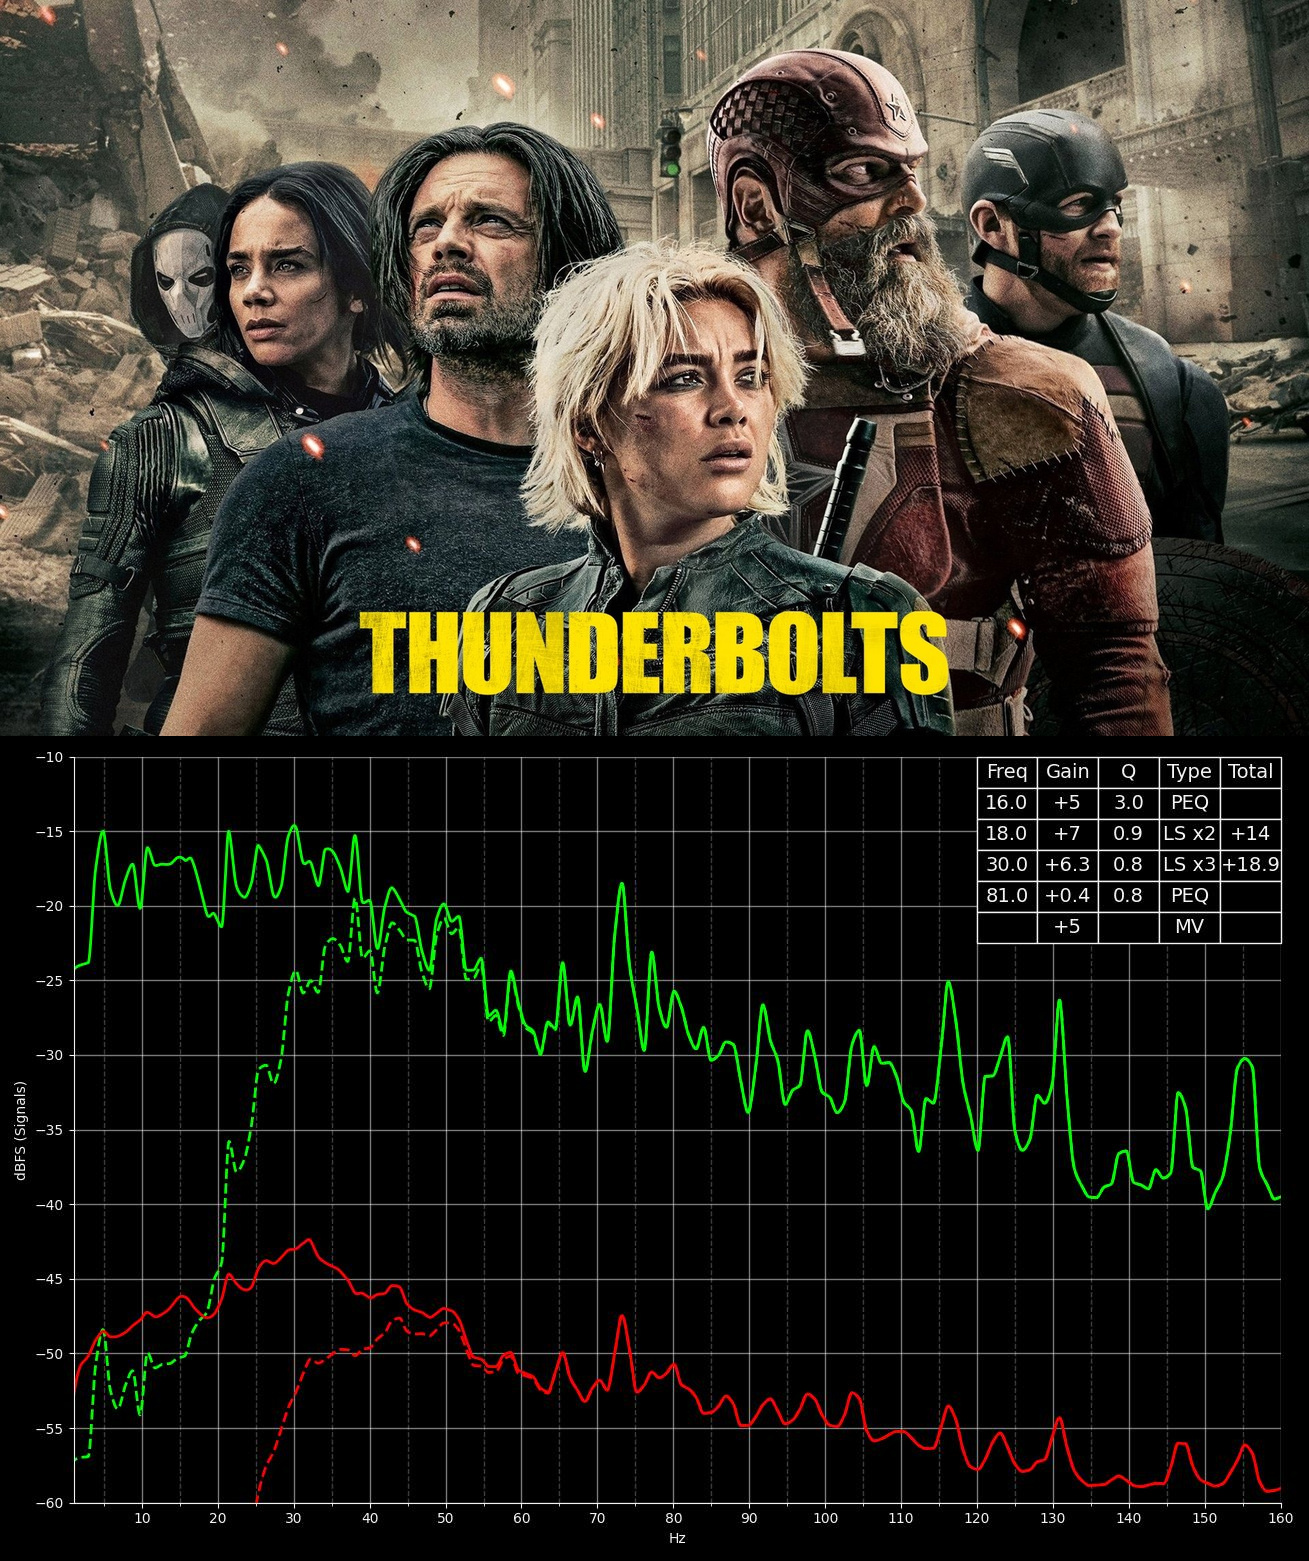 THUNDERBOLTS
Freq Gain Q Type Total
16.0 +5 3.0 PEQ
18.0 +7 0.9 LS x2 +14
30.0 +6.3 0.8 LS x3 +18.9
81.0 +0.4 0.8 PEQ
+5 MV
−10
−15
−20
−25
−30
−35
−40
−45
−50
−55
−60
dBFS (Signals)
10 20 30 40 50 60 70 80 90 100 110 120 130 140 150 160
Hz